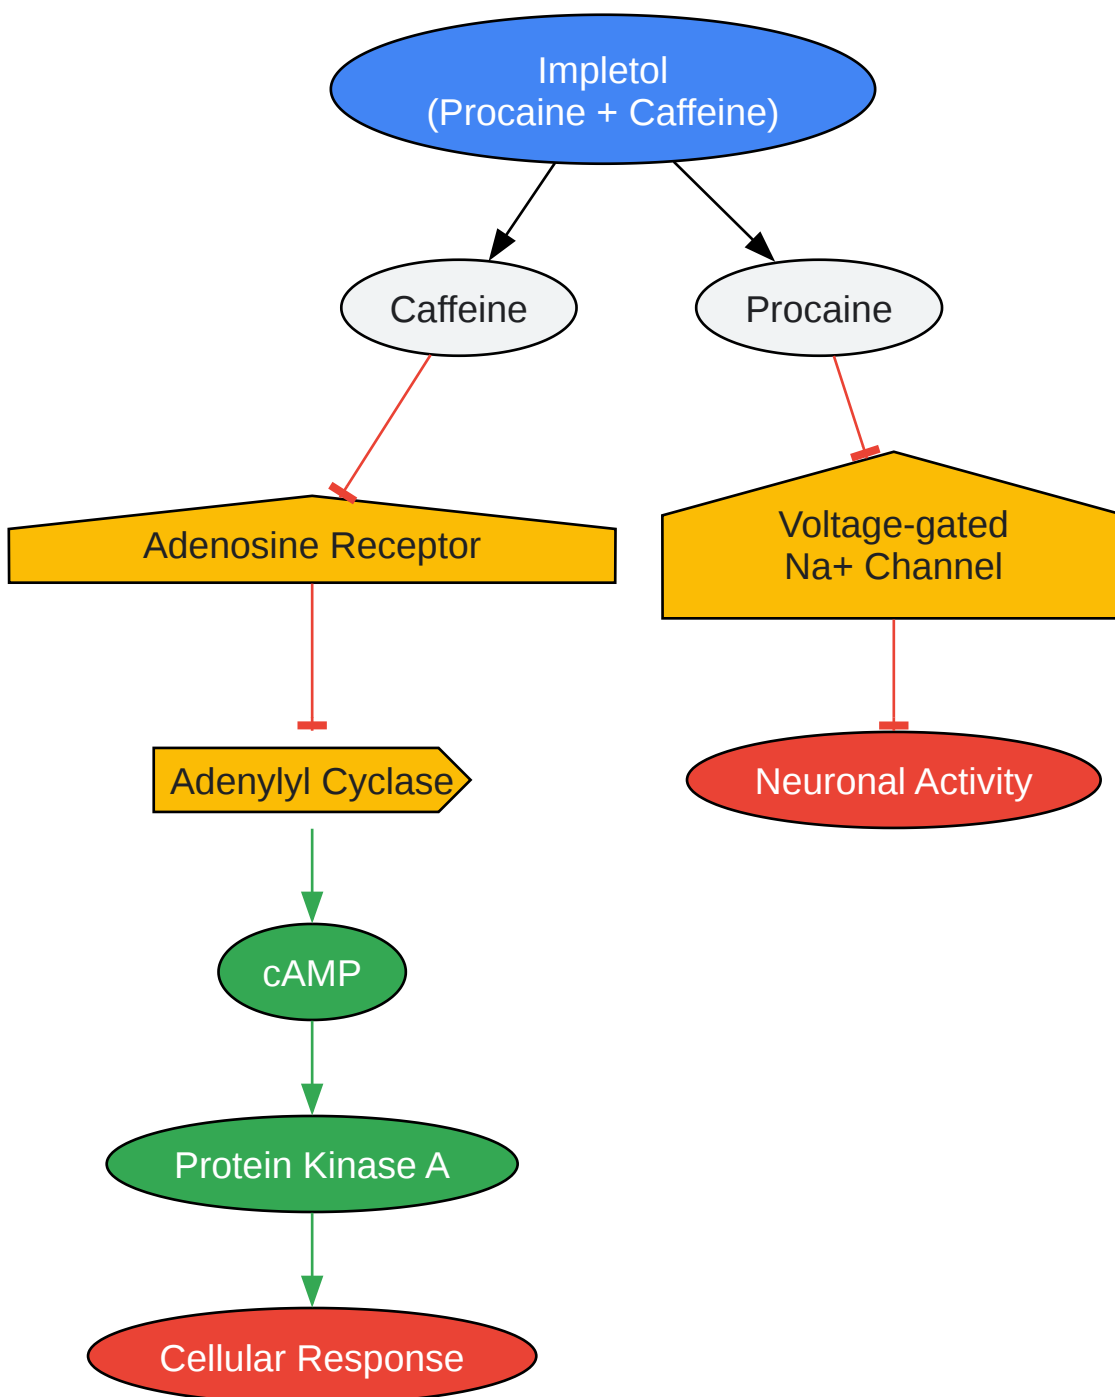 Impletol
(Procaine + Caffeine)
Caffeine
Procaine
Adenosine Receptor
Voltage-gated
Na+ Channel
Adenylyl Cyclase
Neuronal Activity
cAMP
Protein Kinase A
Cellular Response